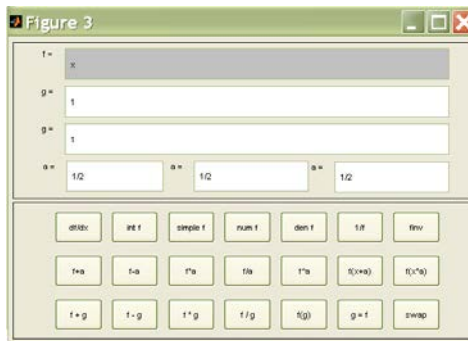 Figure 3
f =
x
g =
1
g =
1
a =
1/2
a =
1/2
a =
1/2
df/dx int f simple f num f den f 1/f finv
f+a f-a f*a f/a f^a f(x+a) f(x*a)
f + g f - g f * g f / g f(g) g = f swap